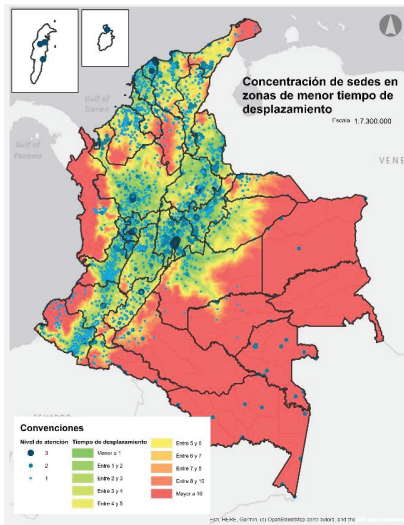 Concentración de sedes en
zonas de menor tiempo de
desplazamiento
Escala 1:7.300.000
Gulf of
Darien
Gulf of
Panama
VENE
ECUADOR
Convenciones
Nivel de atención
3
2
1
Tiempo de desplazamiento
Menor a 1
Entre 1 y 2
Entre 2 y 3
Entre 3 y 4
Entre 4 y 5
Entre 5 y 6
Entre 6 y 7
Entre 7 y 8
Entre 8 y 10
Mayor a 10
Esri, HERE, Garmin, (c) OpenStreetMap contributors, and the